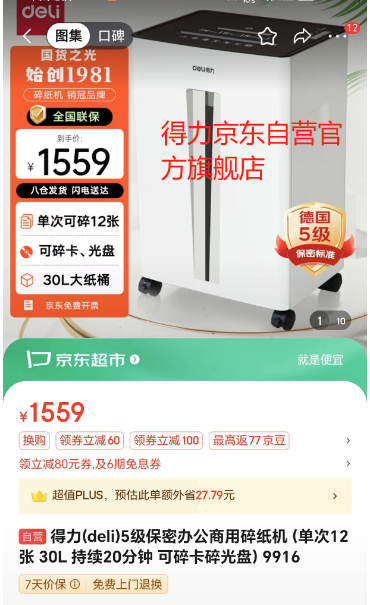 deli
图集 口碑
12
国货之光
始创1981
碎纸机 销冠品牌
全国联保
到手价:
¥1559
八仓发货 闪电送达
单次可碎12张
可碎卡、光盘
30L大纸桶
京东免费开票
deli得力
得力京东自营官
方旗舰店
德国
5级
保密标准
1 10
京东超市
就是便宜
¥1559
换购 领券立减60 领券立减100 最高返77京豆
领立减80元券,及6期免息券
超值PLUS，预估此单额外省27.79元
自营 得力(deli)5级保密办公商用碎纸机 (单次12
张 30L 持续20分钟 可碎卡碎光盘) 9916
7天价保 免费上门退换